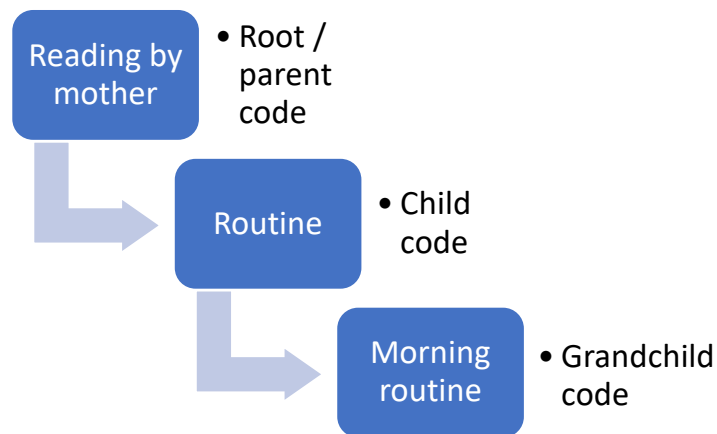 Reading by
mother
• Root /
parent
code
Routine
• Child
code
Morning
routine
• Grandchild
code